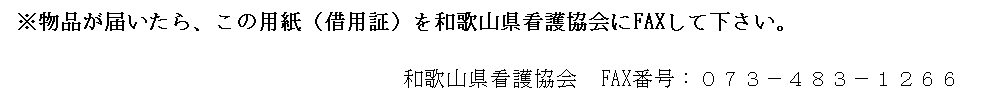 ※物品が届いたら、この用紙（借用証）を和歌山県看護協会にFAXして下さい。
和歌山県看護協会　FAX番号：０７３－４８３－１２６６